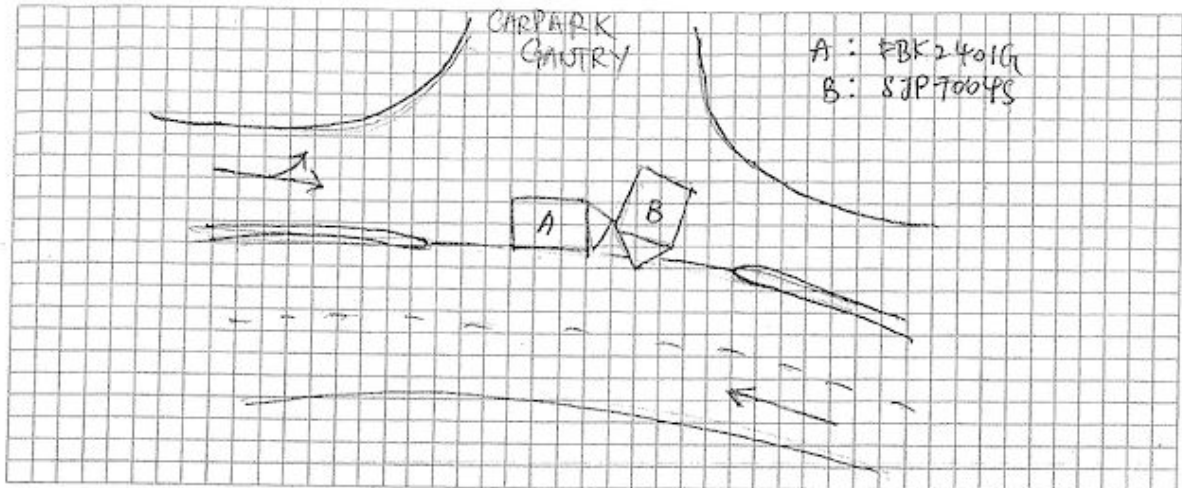 CARPARK
GANTRY
A : FBK2401G
B : SJP7004S
A
B